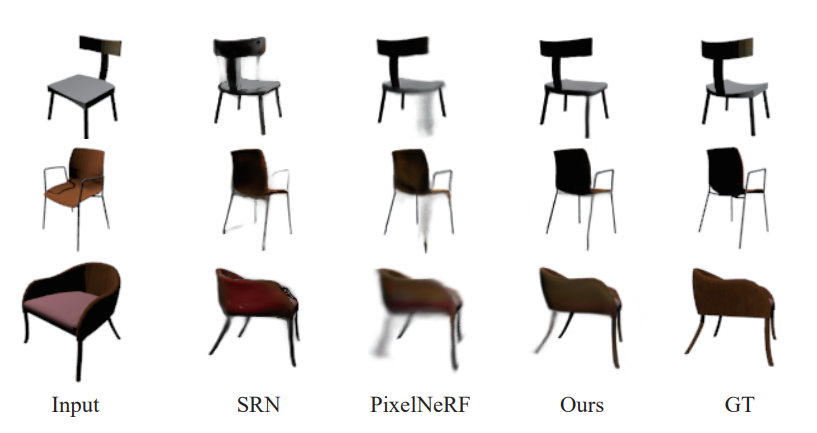 Input SRN PixelNeRF Ours GT